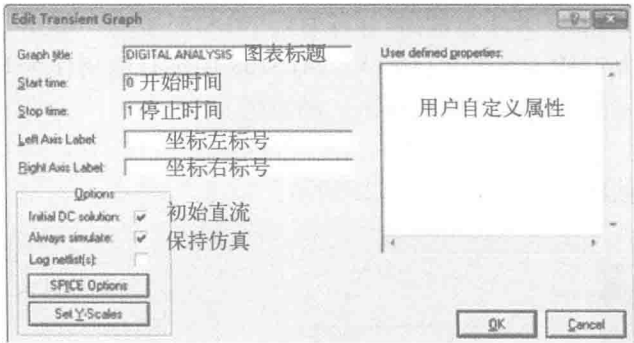 Edit Transient Graph
Graph title: DIGITAL ANALYSIS 图表标题
User defined properties:
Start time: 0 开始时间
Stop time: 1 停止时间
用户自定义属性
Left Axis Label: 坐标左标号
Right Axis Label: 坐标右标号
Options
Initial DC solution: 初始直流
Always simulate: 保持仿真
Log netlist(s):
SPICE Options
Set Y-Scales
OK
Cancel